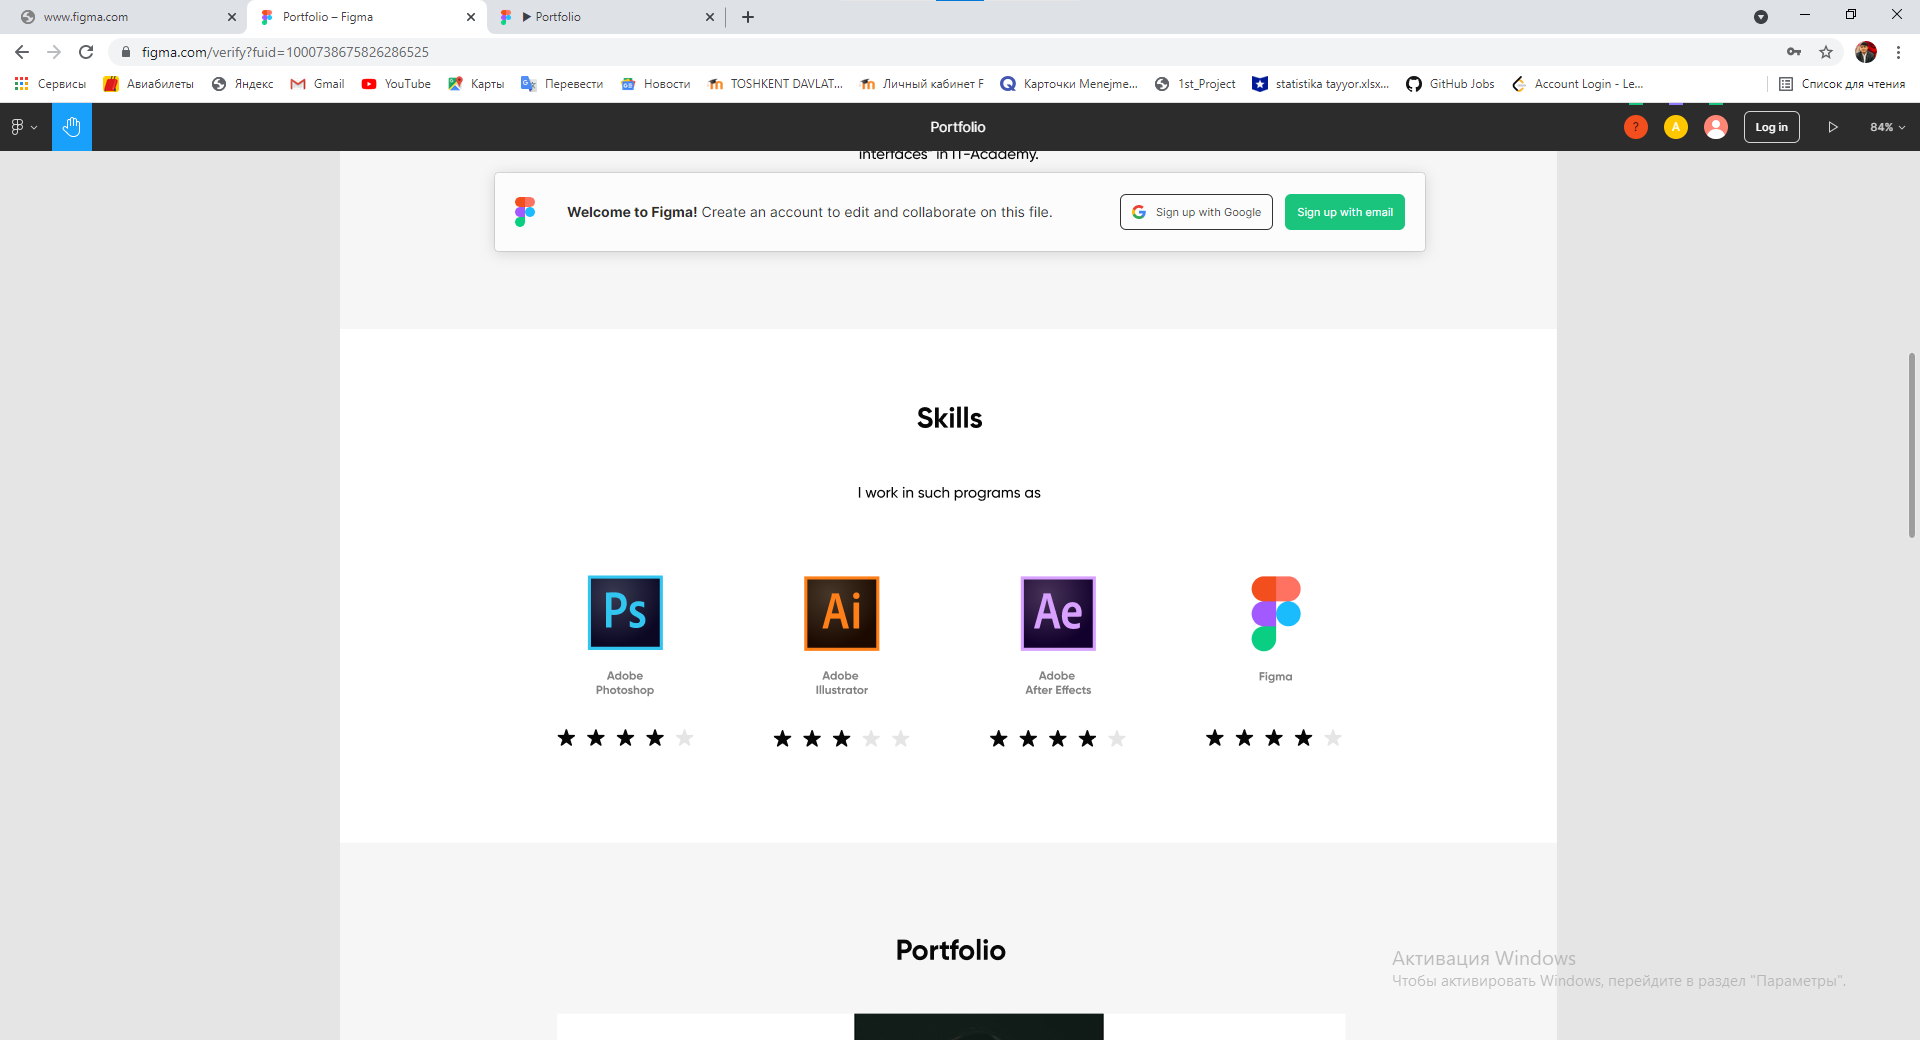 www.figma.com
Portfolio – Figma
Portfolio
figma.com/verify?fuid=1000738675826286525
Сервисы
Авиабилеты
Яндекс
Gmail
YouTube
Карты
Перевести
Новости
TOSHKENT DAVLAT...
Личный кабинет F
Карточки Menejme...
1st_Project
statistika tayyor.xlsx...
GitHub Jobs
Account Login - Le...
Список для чтения
Portfolio
?
A
Log in
84%
interfaces" in IT-Academy.
Welcome to Figma! Create an account to edit and collaborate on this file.
Sign up with Google
Sign up with email
Skills
I work in such programs as
Ps
Ai
Ae
Adobe
Photoshop
Adobe
Illustrator
Adobe
After Effects
Figma
Portfolio
Активация Windows
Чтобы активировать Windows, перейдите в раздел "Параметры".